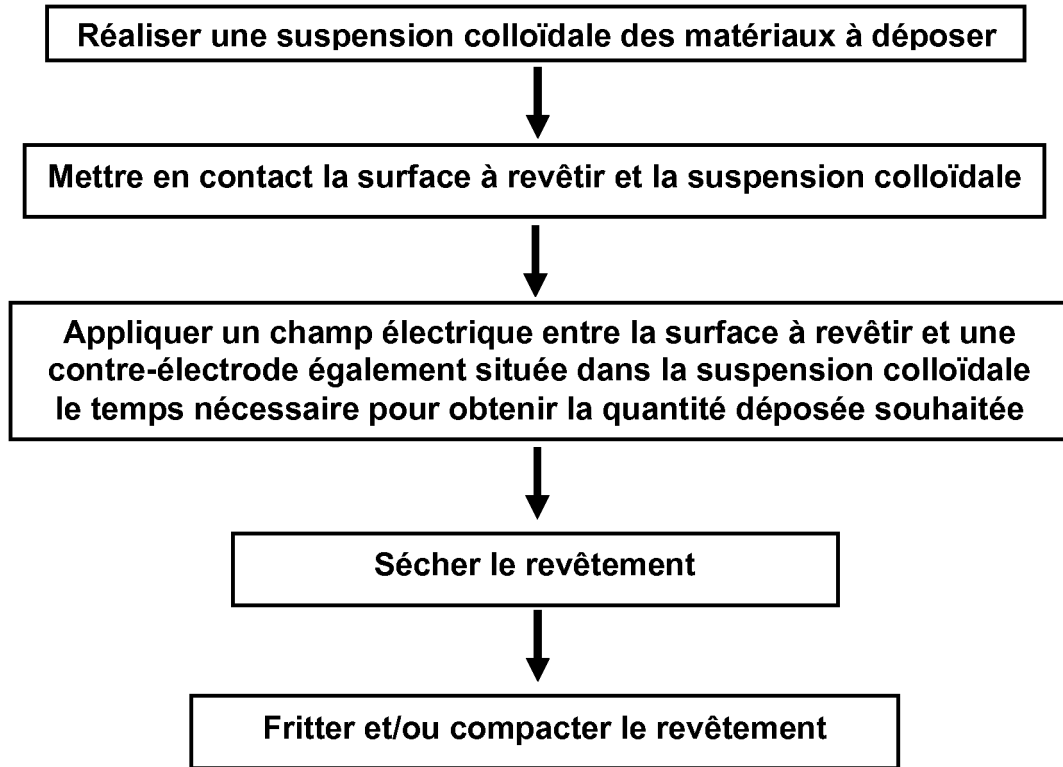 Réaliser une suspension colloïdale des matériaux à déposer
Mettre en contact la surface à revêtir et la suspension colloïdale
Appliquer un champ électrique entre la surface à revêtir et une
contre-électrode également située dans la suspension colloïdale
le temps nécessaire pour obtenir la quantité déposée souhaitée
Sécher le revêtement
Fritter et/ou compacter le revêtement